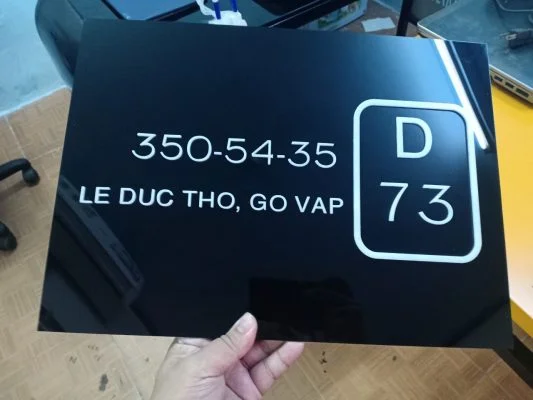 350-54-35
LE DUC THO, GO VAP
D
73